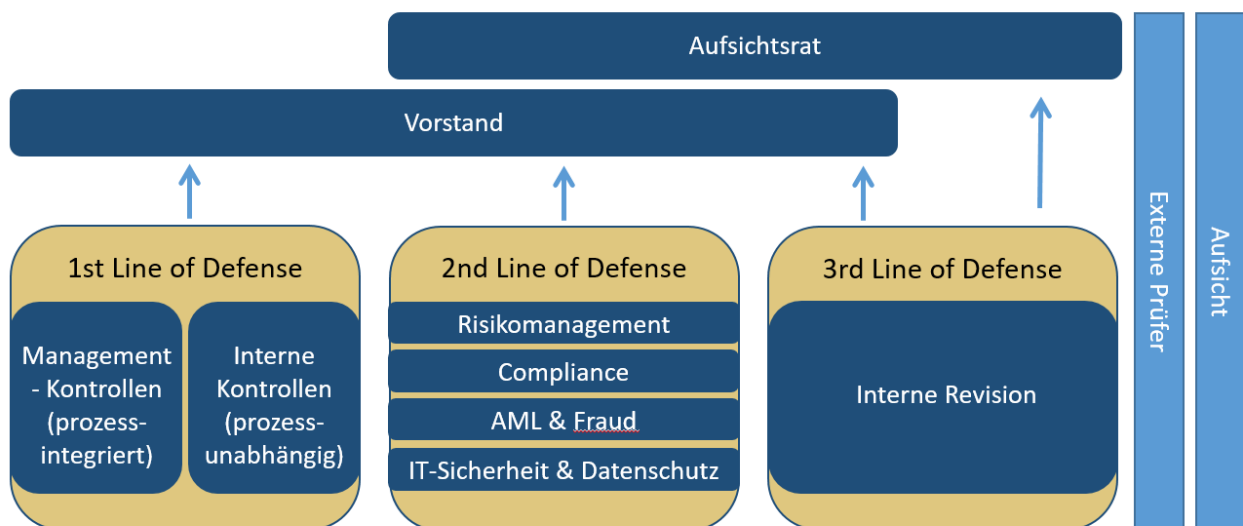 Aufsichtsrat
Vorstand
1st Line of Defense
Management
- Kontrollen
(prozess-
integriert)
Interne
Kontrollen
(prozess-
unabhängig)
2nd Line of Defense
Risikomanagement
Compliance
AML & Fraud
IT-Sicherheit & Datenschutz
3rd Line of Defense
Interne Revision
Externe Prüfer
Aufsicht